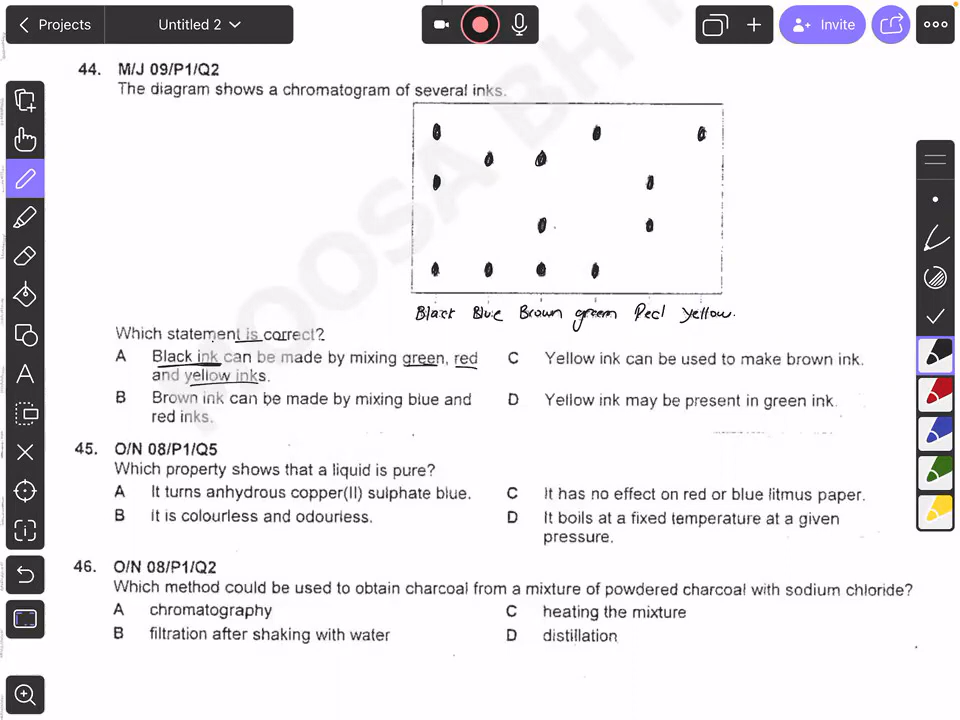 Projects
Untitled 2
Invite
44. M/J 09/P1/Q2
The diagram shows a chromatogram of several inks.
Black Blue Brown green Red yellow.
Which statement is correct?
A Black ink can be made by mixing green, red and yellow inks.
C Yellow ink can be used to make brown ink.
B Brown ink can be made by mixing blue and red inks.
D Yellow ink may be present in green ink.
45. O/N 08/P1/Q5
Which property shows that a liquid is pure?
A It turns anhydrous copper(II) sulphate blue.
C It has no effect on red or blue litmus paper.
B It is colourless and odourless.
D It boils at a fixed temperature at a given pressure.
46. O/N 08/P1/Q2
Which method could be used to obtain charcoal from a mixture of powdered charcoal with sodium chloride?
A chromatography
C heating the mixture
B filtration after shaking with water
D distillation